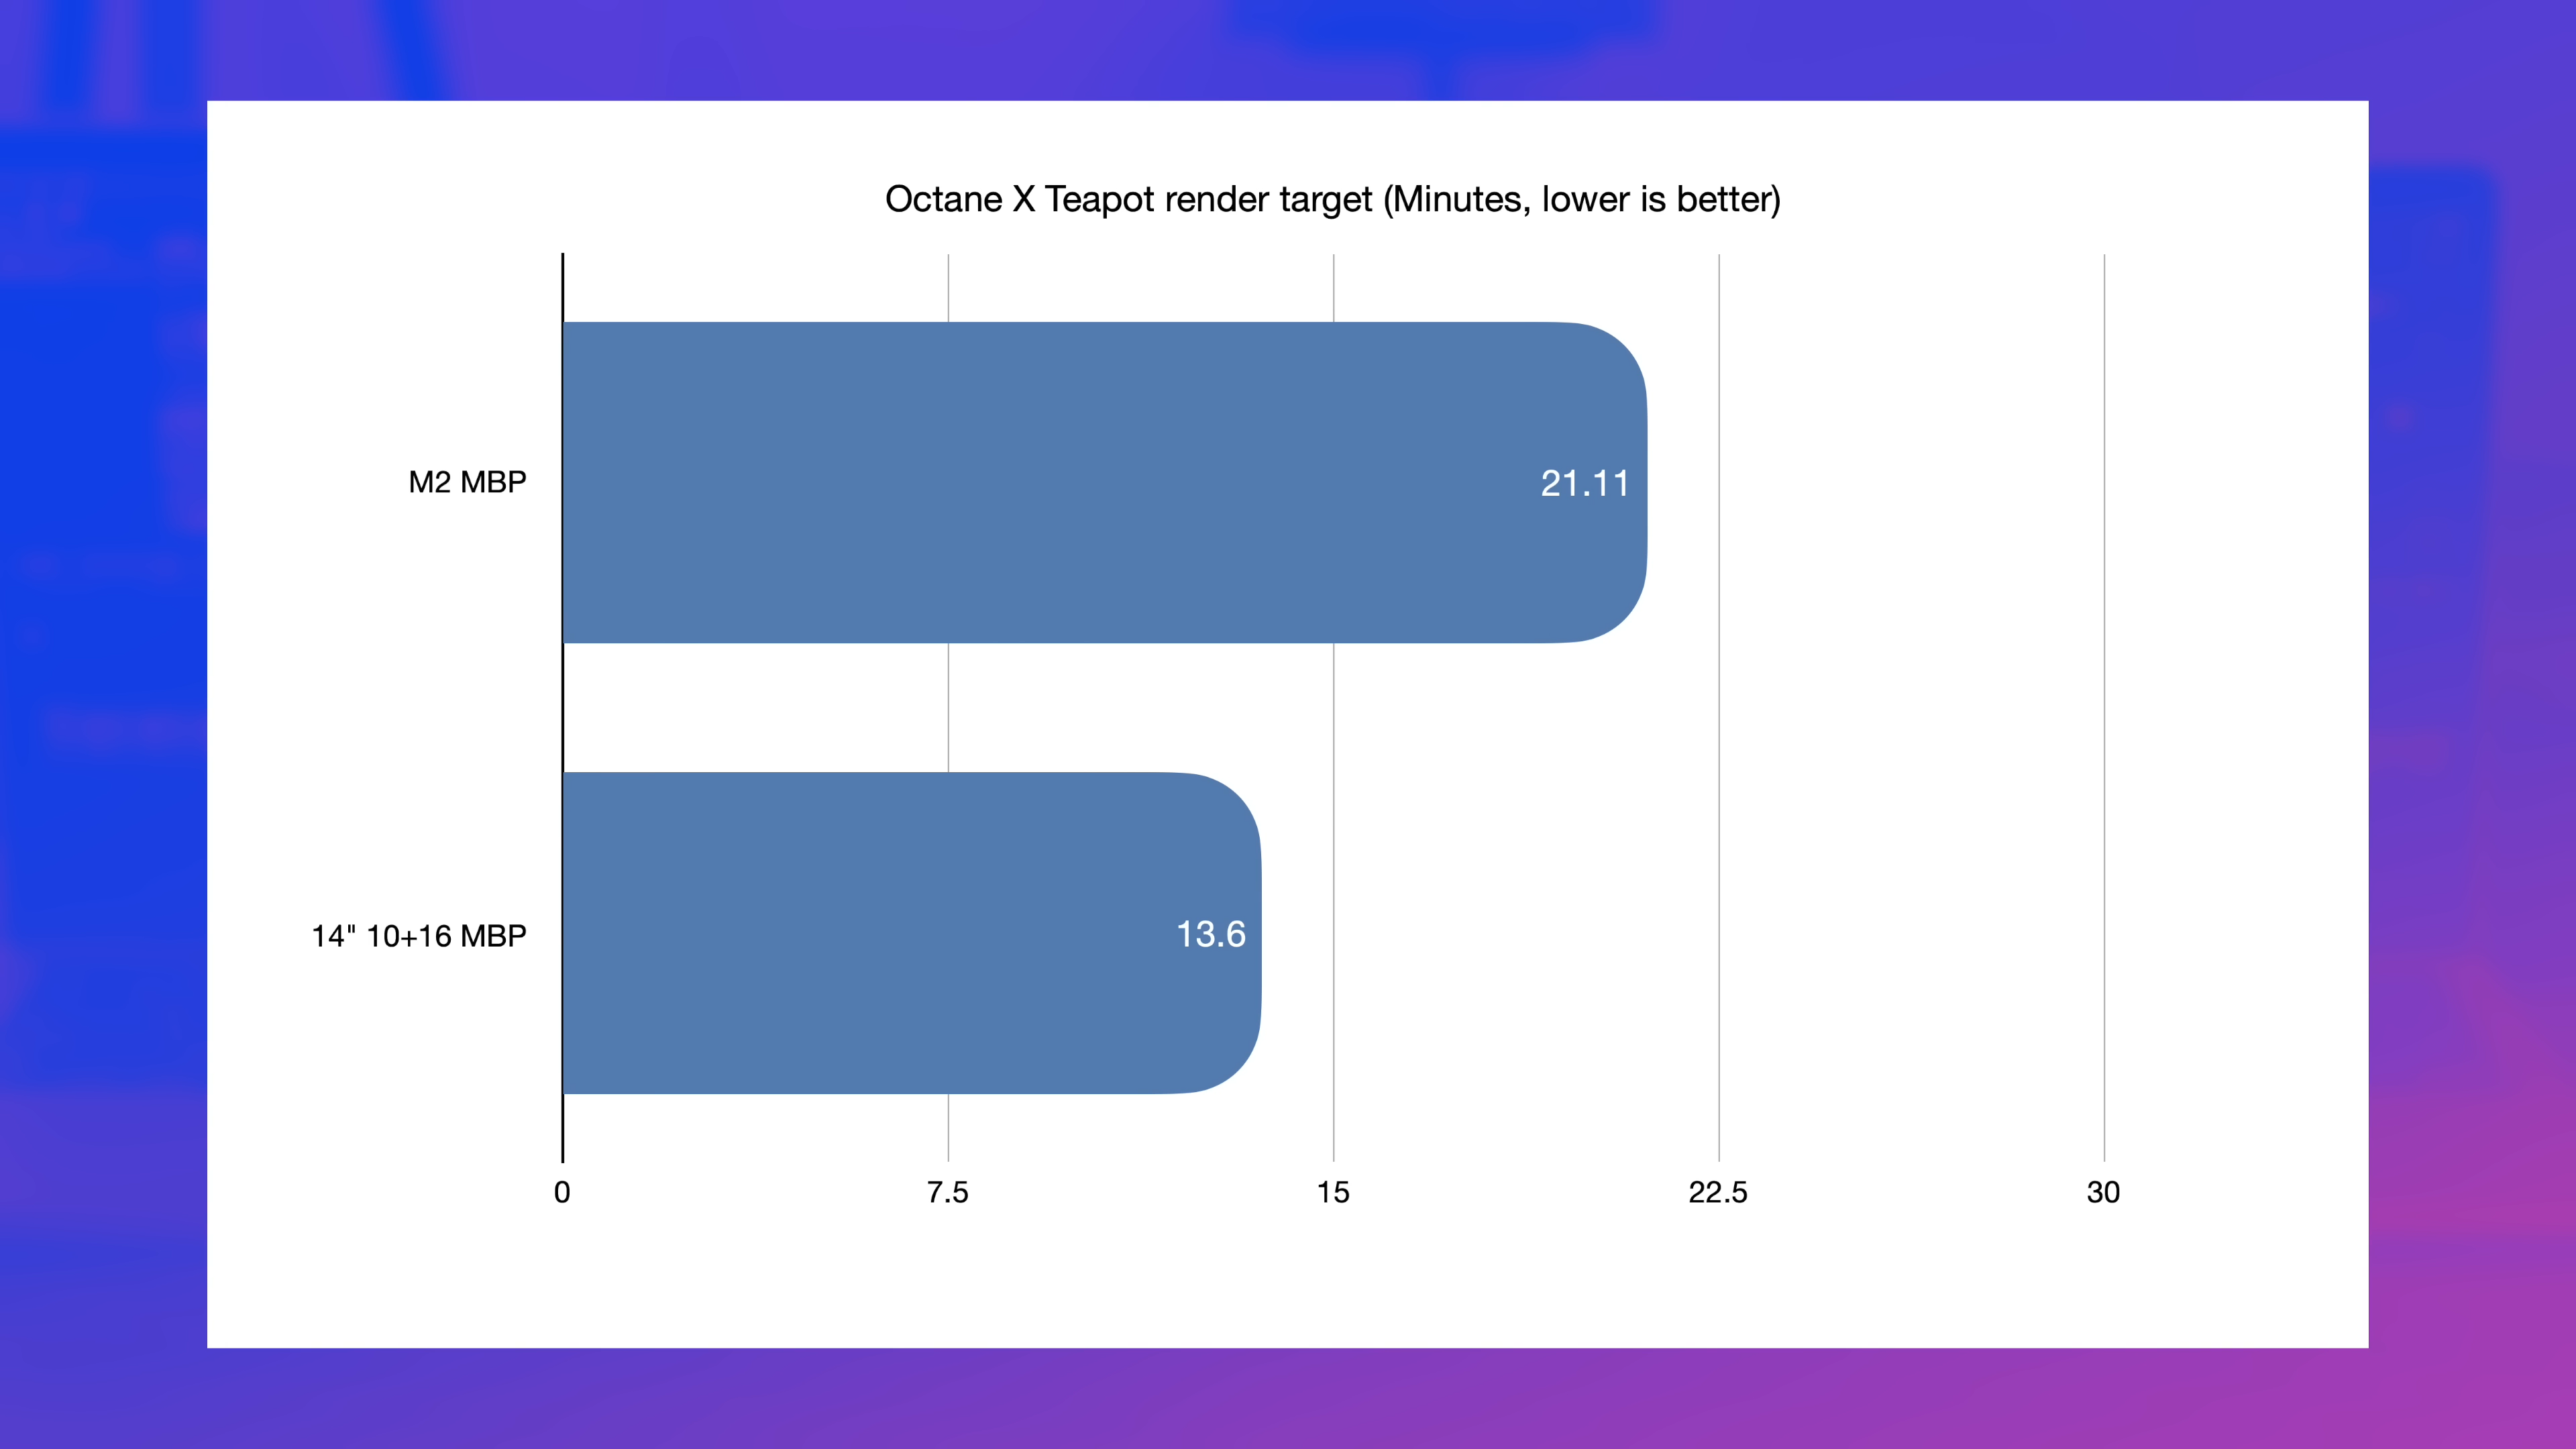 Octane X Teapot render target (Minutes, lower is better)
M2 MBP
21.11
14" 10+16 MBP
13.6
0
7.5
15
22.5
30